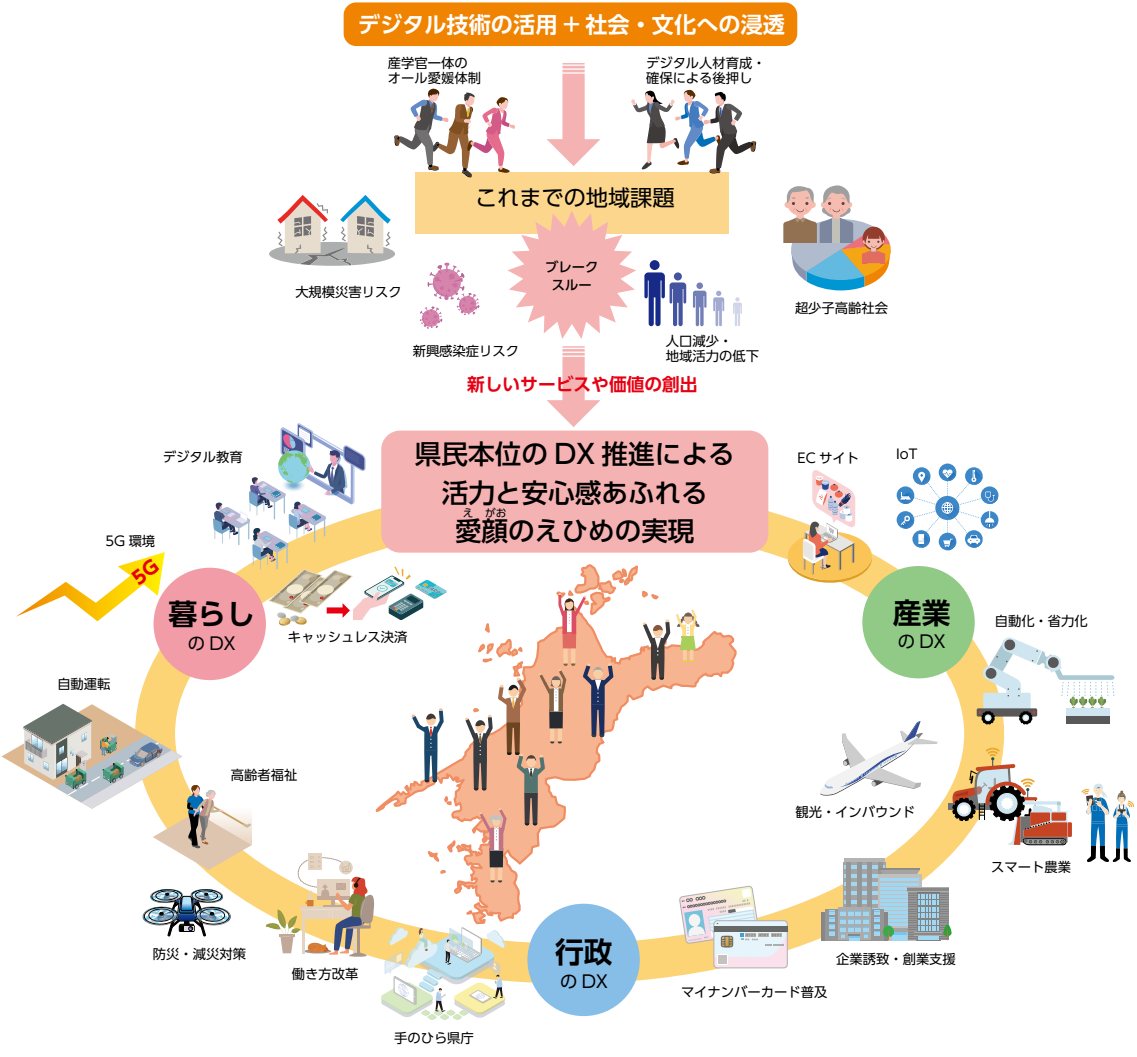 デジタル技術の活用＋社会・文化への浸透
産学官一体の
オール愛媛体制
デジタル人材育成・
確保による後押し
これまでの地域課題
ブレーク
スルー
大規模災害リスク
新興感染症リスク
人口減少・
地域活力の低下
超少子高齢社会
新しいサービスや価値の創出
県民本位の DX 推進による
活力と安心感あふれる
え がお
愛顔のえひめの実現
デジタル教育
5G 環境
5G
暮らし
の DX
キャッシュレス決済
自動運転
高齢者福祉
防災・減災対策
働き方改革
手のひら県庁
行政
の DX
マイナンバーカード普及
企業誘致・創業支援
EC サイト
IoT
産業
の DX
自動化・省力化
観光・インバウンド
スマート農業